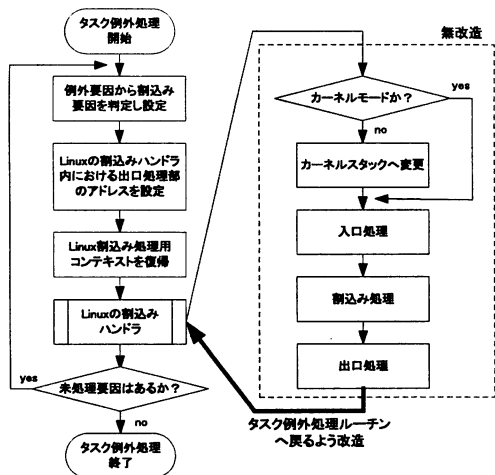 タスク例外処理
開始
例外要因から割込み
要因を判定し設定
Linuxの割込みハンドラ
内における出口処理部
のアドレスを設定
Linux割込み処理用
コンテキストを復帰
Linuxの割込み
ハンドラ
yes
未処理要因はあるか？
no
タスク例外処理
終了
無改造
カーネルモードか？
yes
no
カーネルスタックへ変更
入口処理
割込み処理
出口処理
タスク例外処理ルーチン
へ戻るよう改造